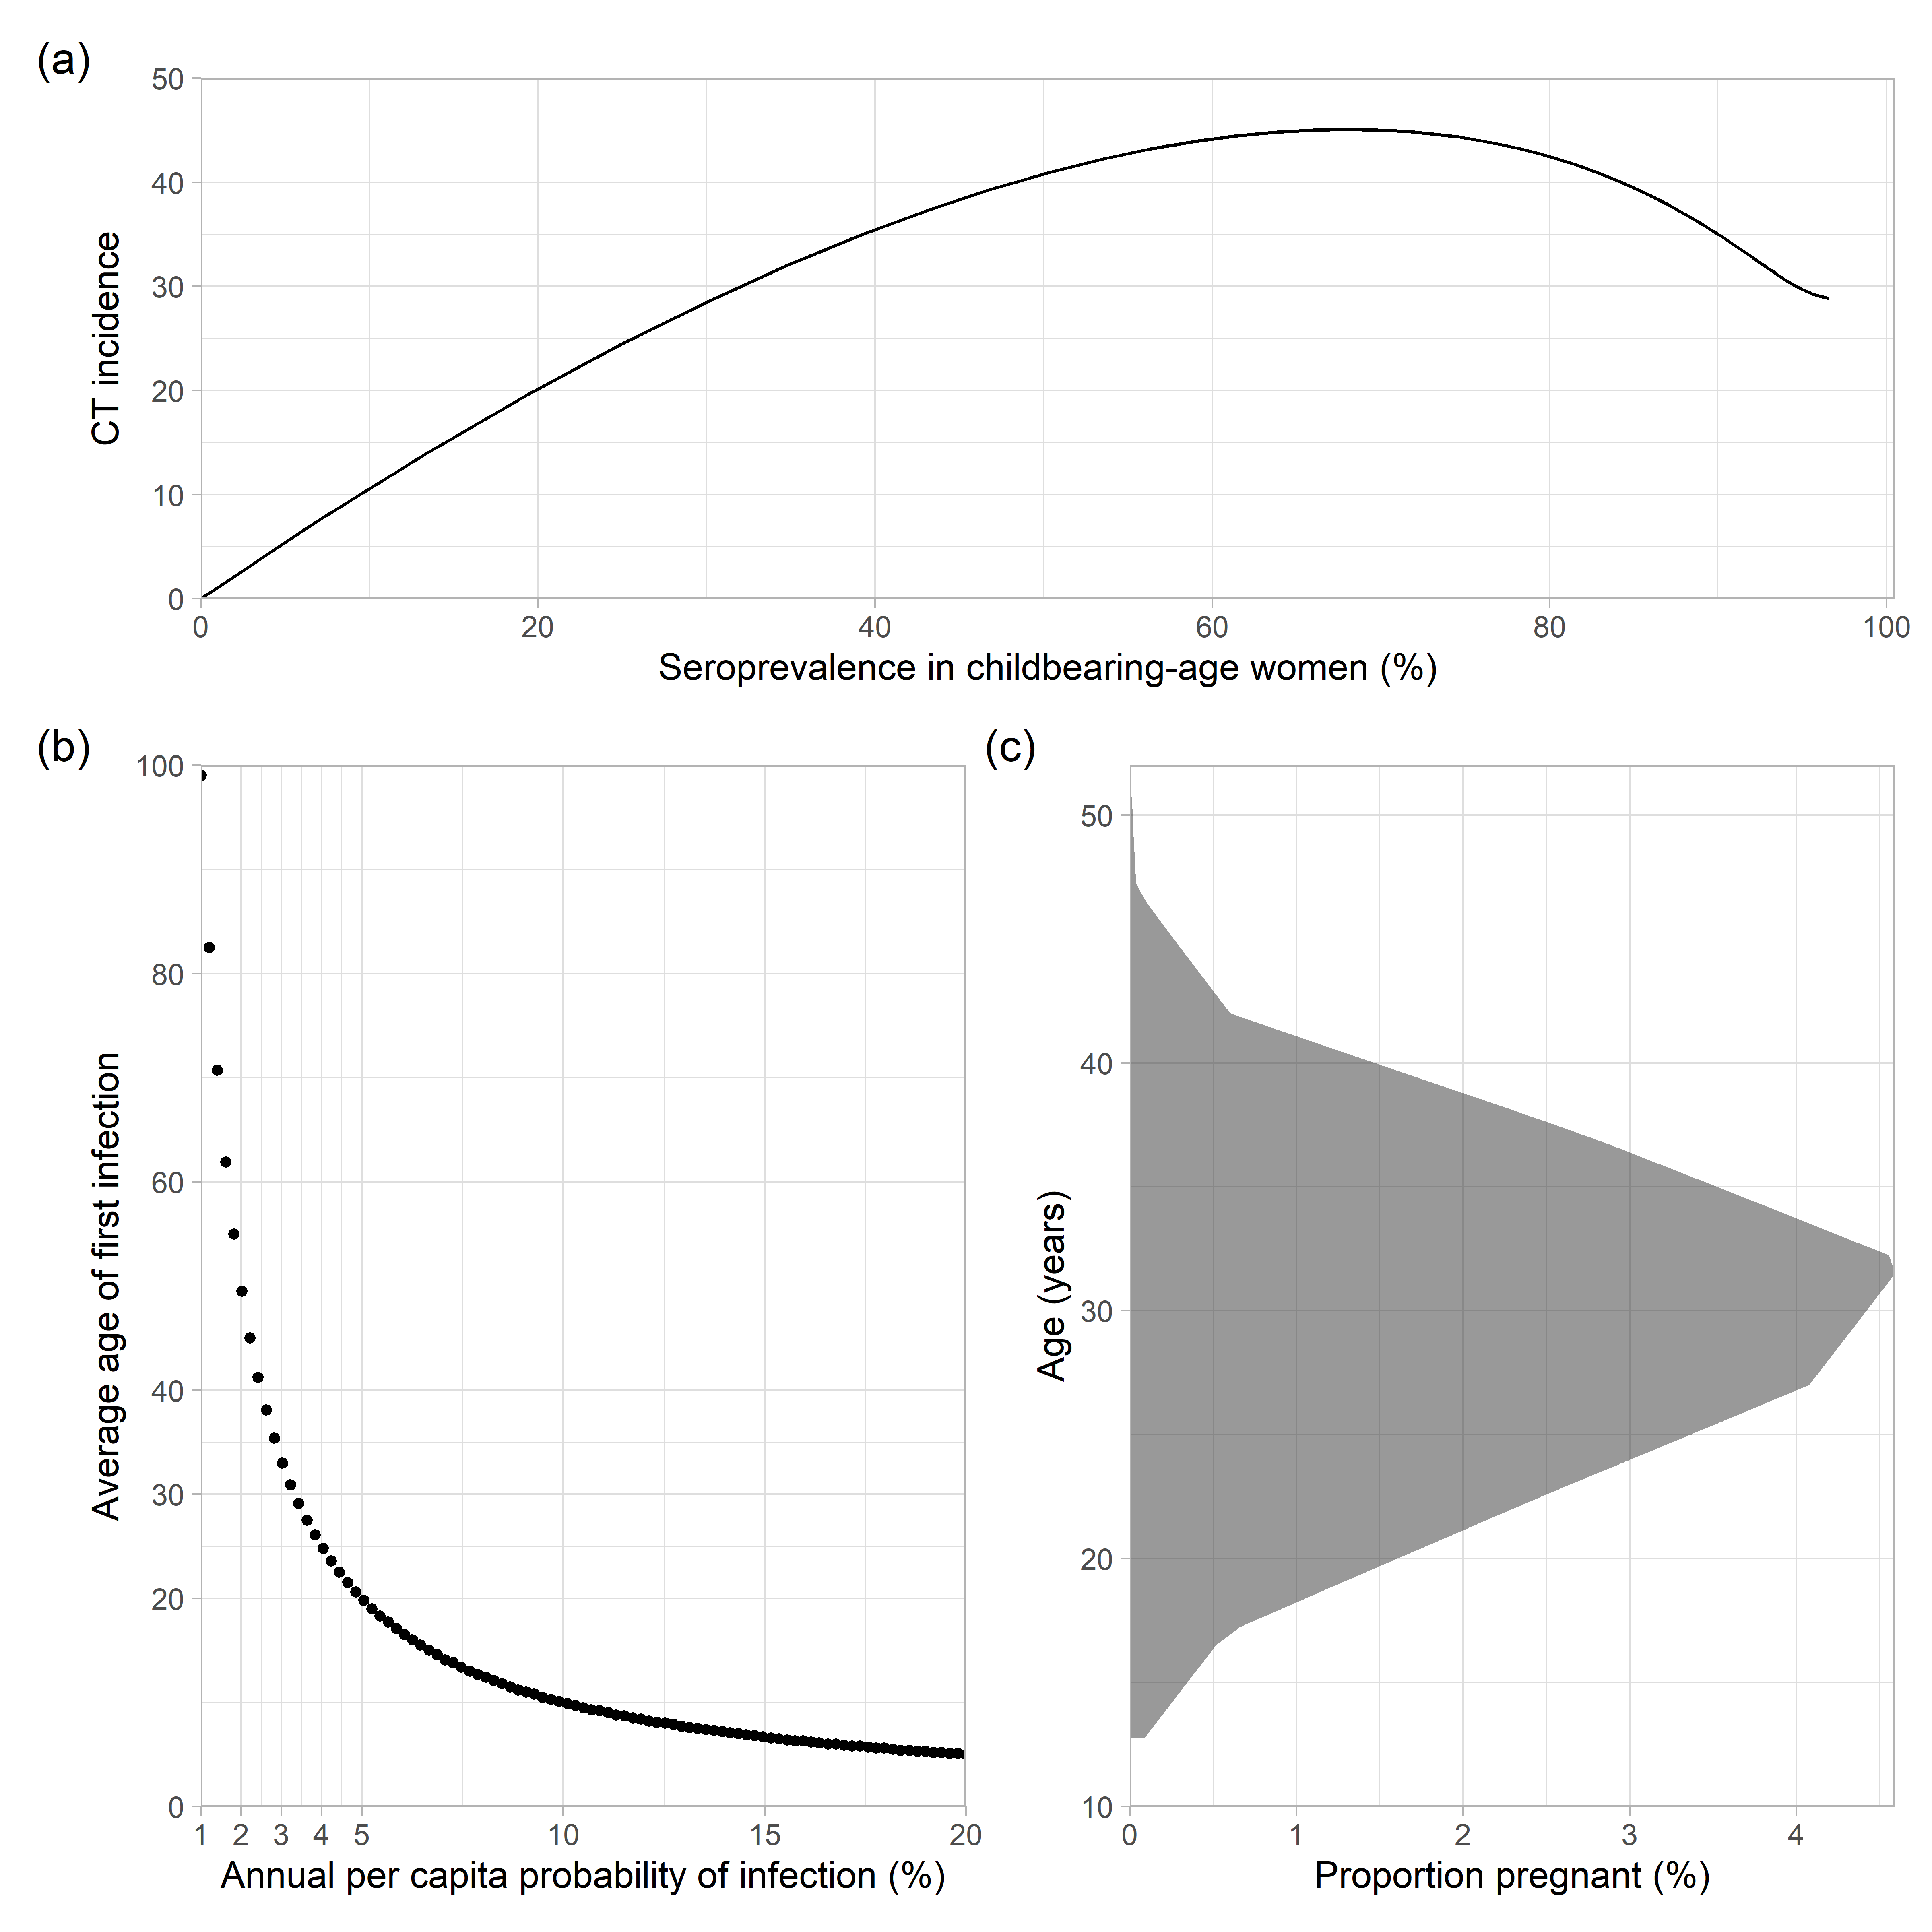 (a)
50
40
30
20
10
0
CT incidence
0 20 40 60 80 100
Seroprevalence in childbearing-age women (%)
(b)
100
80
60
40
30
20
0
Average age of first infection
1 2 3 4 5 10 15 20
Annual per capita probability of infection (%)
(c)
50
40
30
20
10
Age (years)
0 1 2 3 4
Proportion pregnant (%)